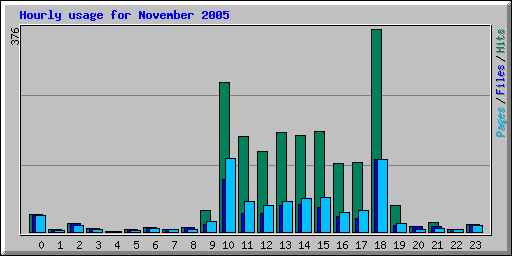 Hourly usage for November 2005
376
Pages/Files/Hits
0 1 2 3 4 5 6 7 8 9 10 11 12 13 14 15 16 17 18 19 20 21 22 23